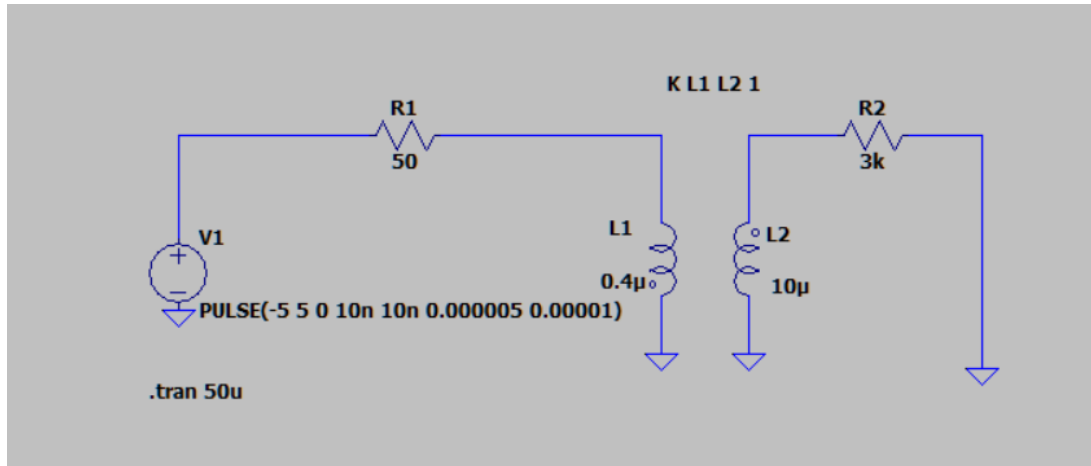 K L1 L2 1
R1
50
R2
3k
V1
L1
0.4µ
L2
10µ
PULSE(-5 5 0 10n 10n 0.000005 0.00001)
.tran 50u